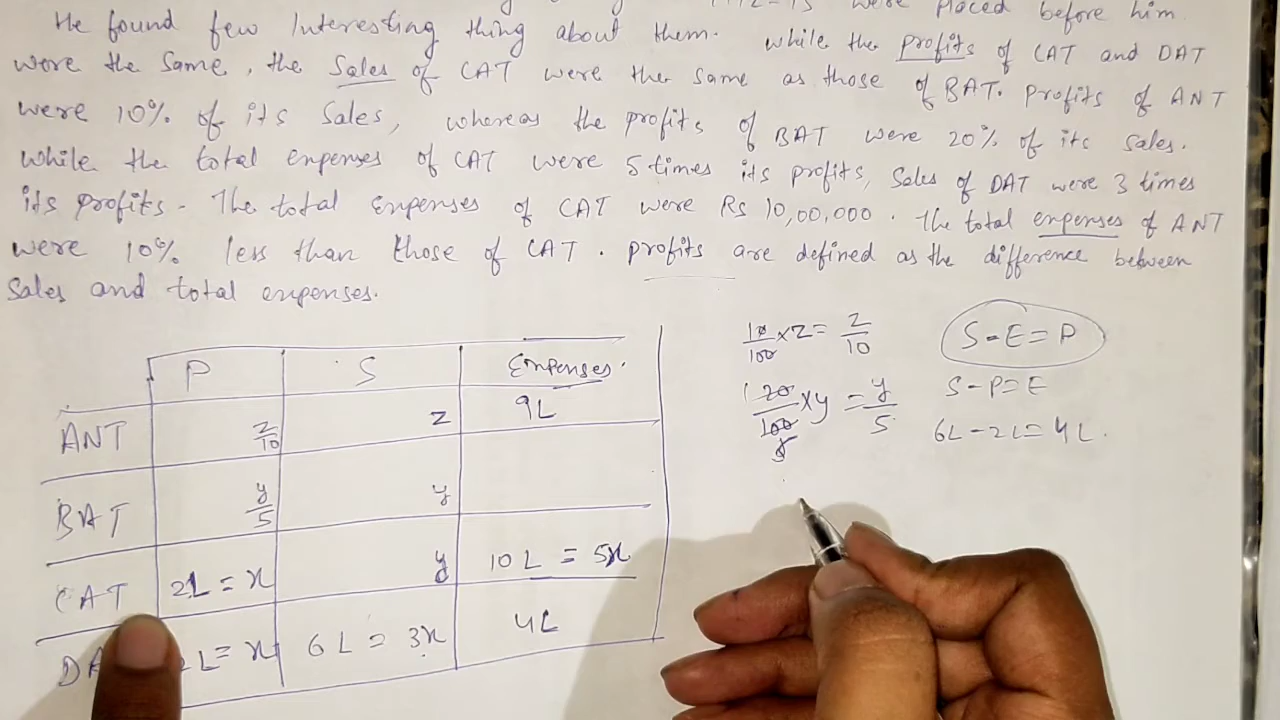 were placed before him.
He found few Interesting thing about them. while the profits of CAT and DAT
were the same, the Sales of CAT were the same as those of BAT. Profits of ANT
were 10% of its Sales, whereas the profits of BAT were 20% of its sales.
While the total expenses of CAT were 5 times its profits, Sales of DAT were 3 times
its profits - The total Expenses of CAT were Rs 10,00,000. The total expenses of ANT
were 10% less than those of CAT. profits are defined as the difference between
Sales and total expenses.
P S Expenses.
ANT z/10 z 9L
BAT y/5 y
CAT 2L = x y 10L = 5x
DA L = x 6L = 3x 4L
10/100 × z = z/10
20/100 × y = y/5
5
S - E = P
S - P = E
6L - 2L = 4L.